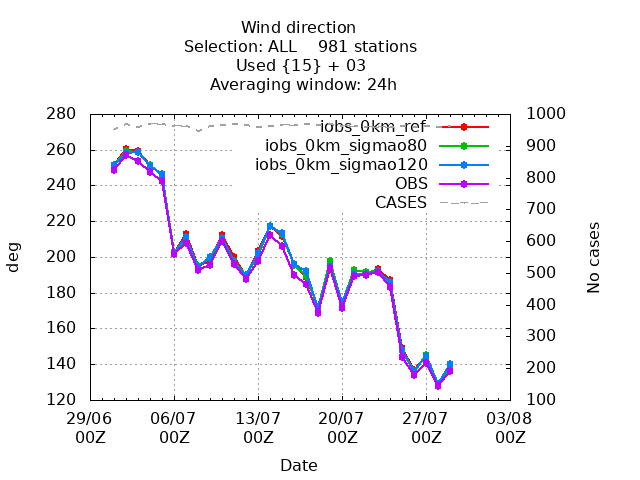 Wind direction
Selection: ALL    981 stations
Used {15} + 03
Averaging window: 24h
280 1000
260 900
240 800
220 700
200 600
180 500
160 400
140 300
120 200
100
iobs_0km_ref
iobs_0km_sigmao80
iobs_0km_sigmao120
OBS
CASES
deg
No cases
29/06 06/07 13/07 20/07 27/07 03/08
00Z 00Z 00Z 00Z 00Z 00Z
Date